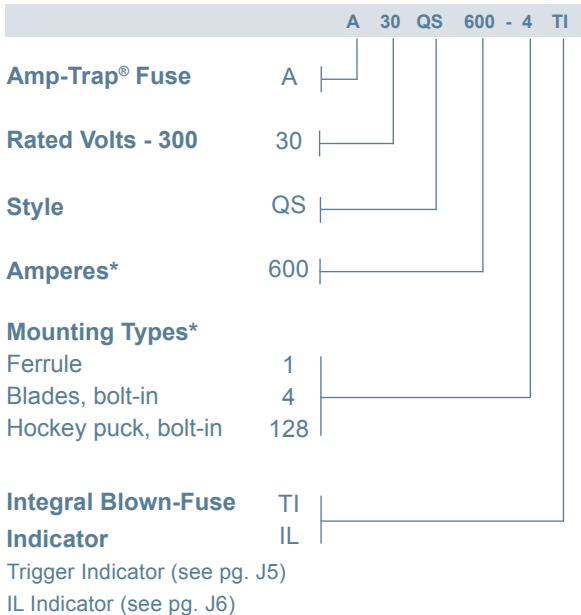 A 30 QS 600 - 4 TI
Amp-Trap® Fuse A
Rated Volts - 300 30
Style QS
Amperes* 600
Mounting Types*
Ferrule 1
Blades, bolt-in 4
Hockey puck, bolt-in 128
Integral Blown-Fuse TI
Indicator IL
Trigger Indicator (see pg. J5)
IL Indicator (see pg. J6)